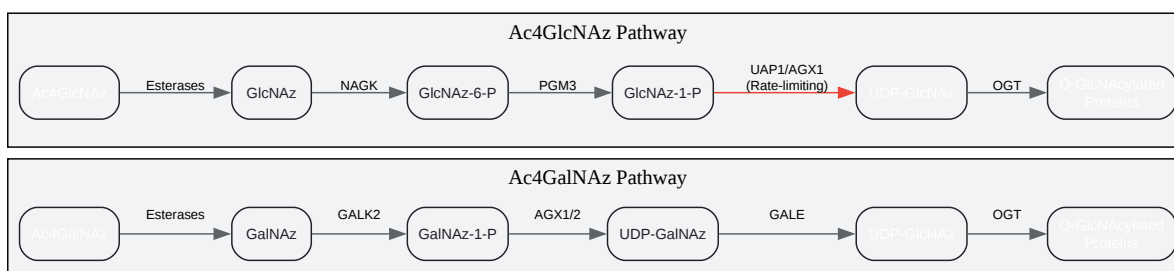 Ac4GlcNAz Pathway
Ac4GlcNAz
Esterases
GlcNAz
NAGK
GlcNAz-6-P
PGM3
GlcNAz-1-P
UAP1/AGX1
(Rate-limiting)
UDP-GlcNAz
OGT
O-GlcNAcylated
Proteins
Ac4GalNAz Pathway
Ac4GalNAz
Esterases
GalNAz
GALK2
GalNAz-1-P
AGX1/2
UDP-GalNAz
GALE
UDP-GlcNAz
OGT
O-GlcNAcylated
Proteins